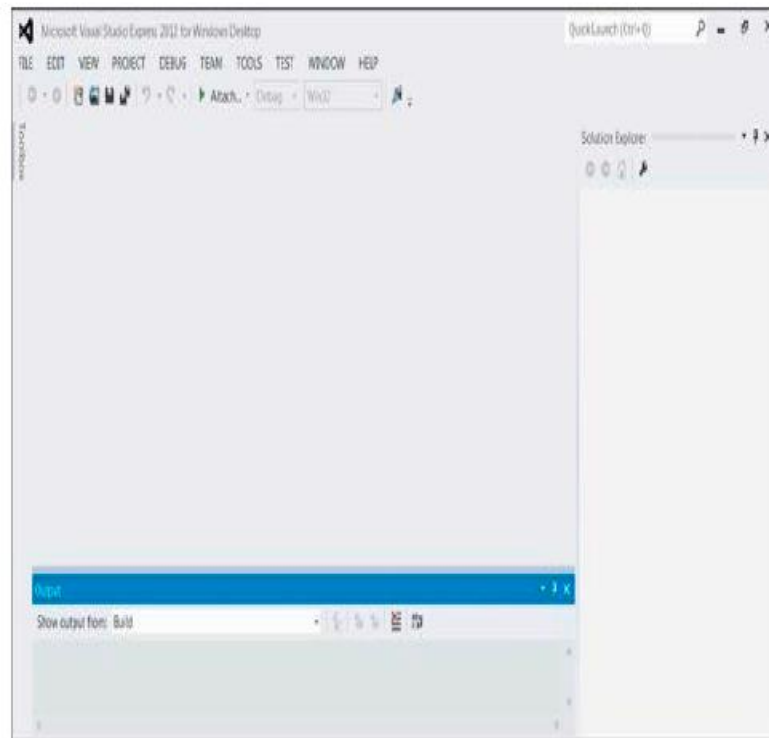 Microsoft Visual Studio Express 2012 for Windows Desktop
Quick Launch (Ctrl+Q)
FILE EDIT VIEW PROJECT DEBUG TEAM TOOLS TEST WINDOW HELP
Attach... Debug Win32
Toolbox
Solution Explorer
Output
Show output from: Build